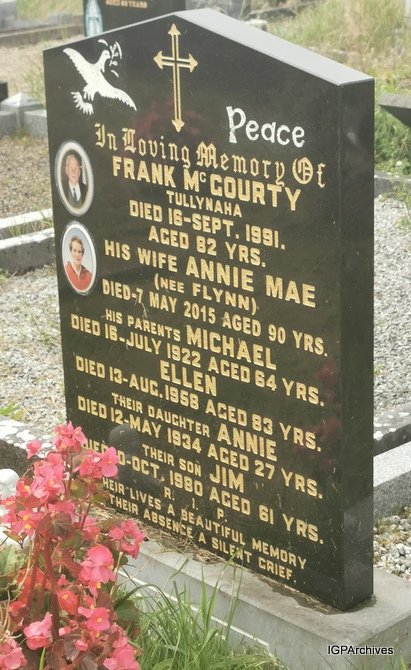 Peace
In Loving Memory Of
FRANK McGOURTY
TULLYNAHA
DIED 16-SEPT. 1991.
AGED 82 YRS.
HIS WIFE ANNIE MAE
(NEE FLYNN)
DIED-7 MAY 2015 AGED 90 YRS.
HIS PARENTS MICHAEL
DIED 16-JULY 1922 AGED 64 YRS.
ELLEN
DIED 13-AUG. 1968 AGED 83 YRS.
THEIR DAUGHTER ANNIE
DIED 12-MAY 1934 AGED 27 YRS.
THEIR SON JIM
OCT. 1980 AGED 61 YRS.
R. I. P.
LIVES A BEAUTIFUL MEMORY
THEIR ABSENCE A SILENT GRIEF.
IGPArchives